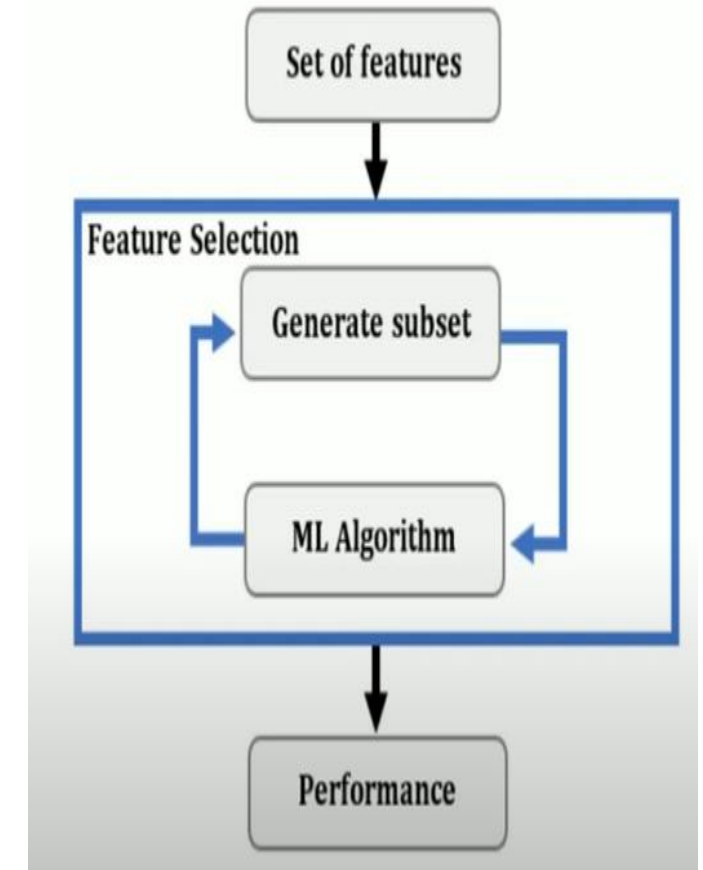 Set of features
Feature Selection
Generate subset
ML Algorithm
Performance